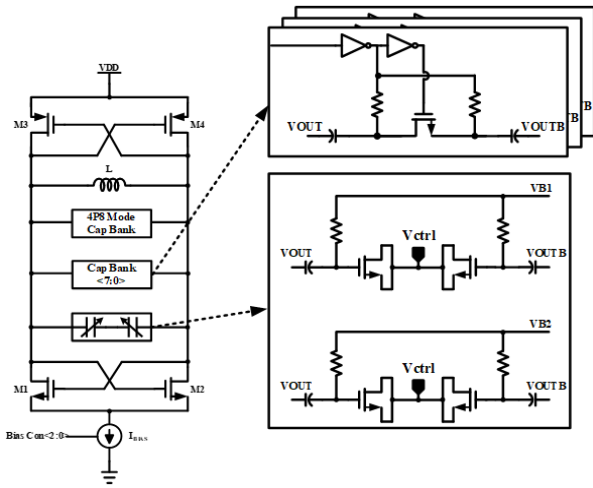 VDD
M3
M4
L
4P8 Mode
Cap Bank
Cap Bank
<7:0>
M1
M2
Bias Con<2:0>
IBIAS
VOUT
VOUTB
VB1
VOUT
Vctrl
VOUTB
VB2
VOUT
Vctrl
VOUTB